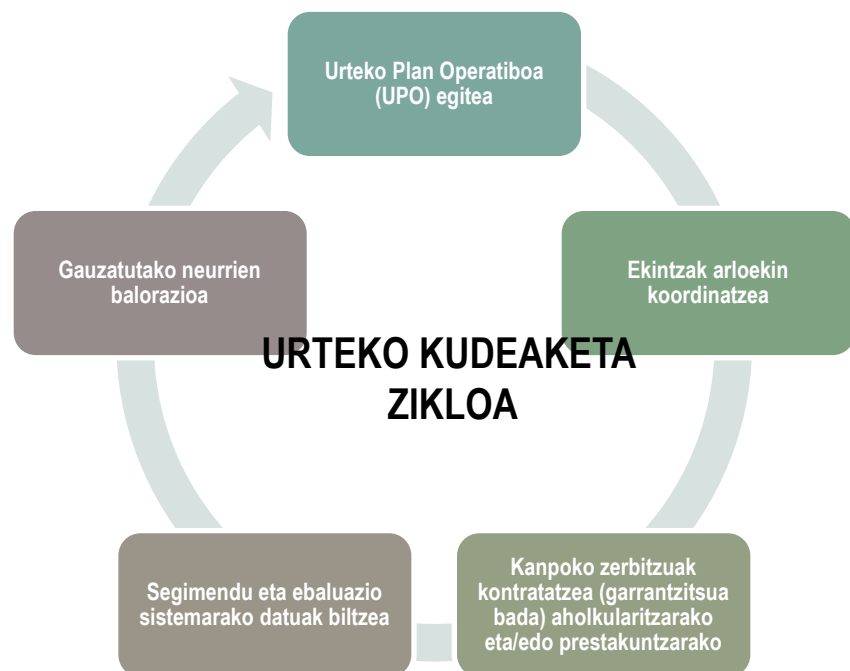 Urteko Plan Operatiboa
(UPO) egitea
Ekintzak arloekin
koordinatzea
Kanpoko zerbitzuak
kontratatzea (garrantzitsua
bada) aholkularitzarako
eta/edo prestakuntzarako
Segimendu eta ebaluazio
sistemarako datuak biltzea
Gauzatutako neurrien
balorazioa
URTEKO KUDEAKETA
ZIKLOA